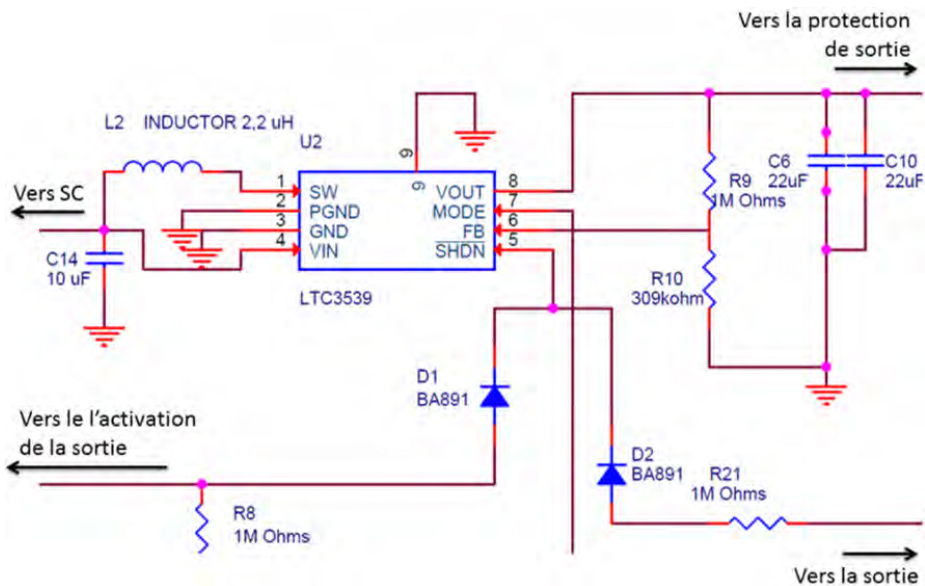 Vers la protection
de sortie
L2 INDUCTOR 2,2 uH
U2
9
9
Vers SC
1
2
3
4
SW
PGND
GND
VIN
VOUT
MODE
FB
SHDN
8
7
6
5
C14
10 uF
LTC3539
R9
1M Ohms
C6
22uF
C10
22uF
R10
309kohm
D1
BA891
Vers le l'activation
de la sortie
D2
BA891
R21
1M Ohms
R8
1M Ohms
Vers la sortie